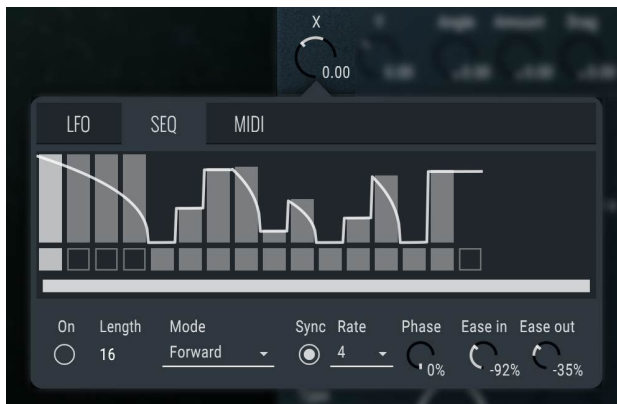 X
0.00
LFO SEQ MIDI
On Length Mode Sync Rate Phase Ease in Ease out
16 Forward 4 0% -92% -35%